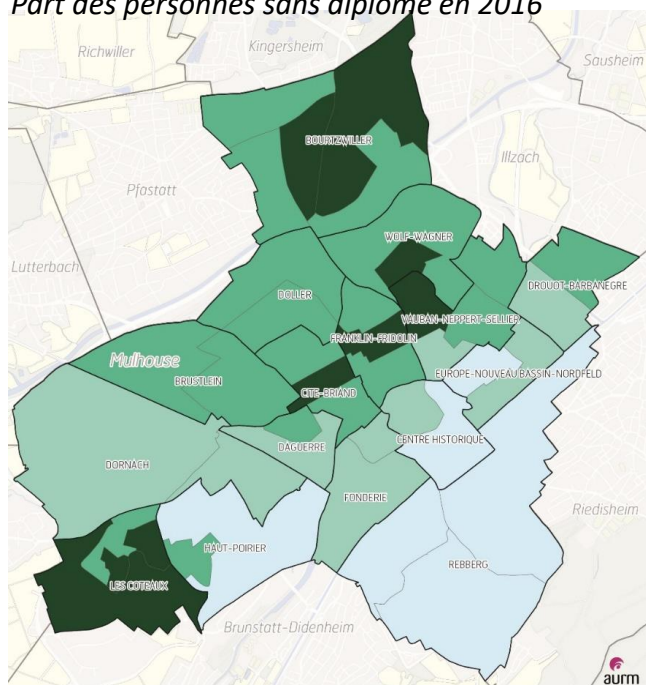 Part des personnes sans diplôme en 2016
Richwiller
Kingersheim
Sausheim
BOURTZWILLER
Illzach
Pfastatt
WOLF-WAGNER
Lutterbach
DROUOT-BARBANEGRE
DOLLER
VAUBAN-NEPPERT-SELLIER
FRANKLIN-FRIDOLIN
Mulhouse
EUROPE-NOUVEAU BASSIN-NORDFELD
BRUSTLEIN
CITE-BRIAND
CENTRE HISTORIQUE
DAGUERRE
DORNACH
FONDERIE
Riedisheim
HAUT-POIRIER
REBBERG
LES COTEAUX
Brunstatt-Didenheim
aurm